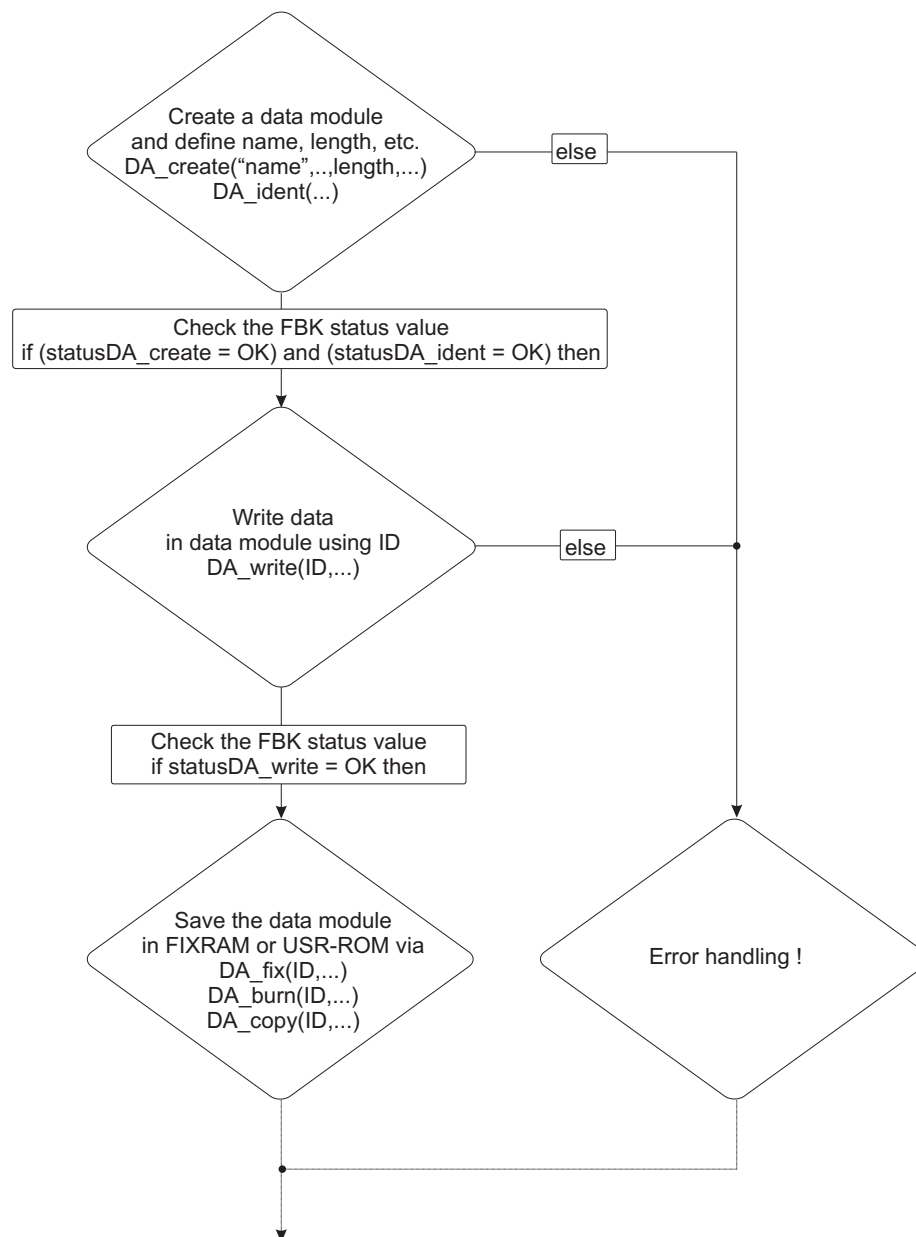 Create a data module
and define name, length, etc.
DA_create(“name”,..,length,...)
DA_ident(...)
else
Check the FBK status value
if (statusDA_create = OK) and (statusDA_ident = OK) then
Write data
in data module using ID
DA_write(ID,...)
else
Check the FBK status value
if statusDA_write = OK then
Save the data module
in FIXRAM or USR-ROM via
DA_fix(ID,...)
DA_burn(ID,...)
DA_copy(ID,...)
Error handling !